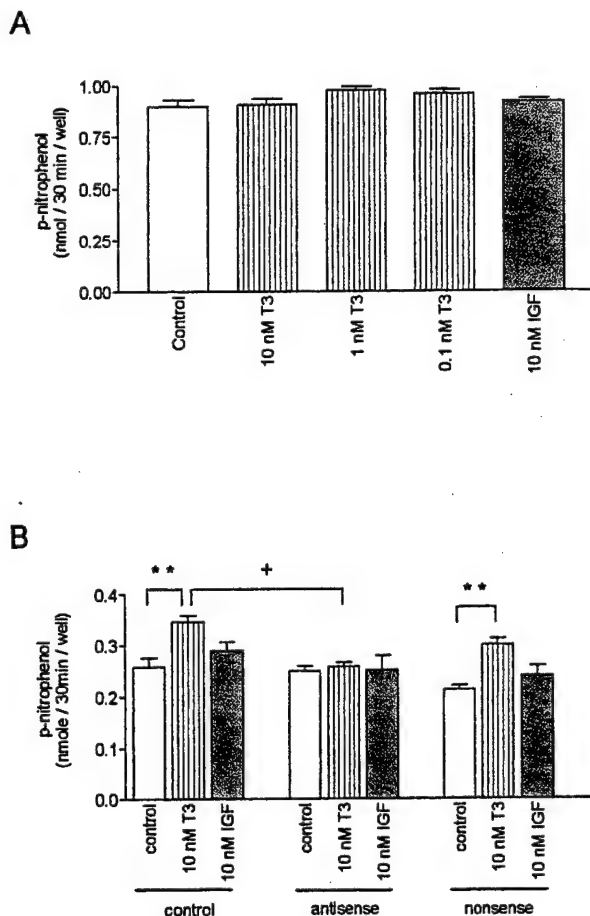 A
p-nitrophenol
(nmol / 30 min / well)
1.00
0.75
0.50
0.25
0.00
Control
10 nM T3
1 nM T3
0.1 nM T3
10 nM IGF
B
p-nitrophenol
(nmole / 30min / well)
** + **
0.4
0.3
0.2
0.1
0.0
control 10 nM T3 10 nM IGF control 10 nM T3 10 nM IGF control 10 nM T3 10 nM IGF
control antisense nonsense